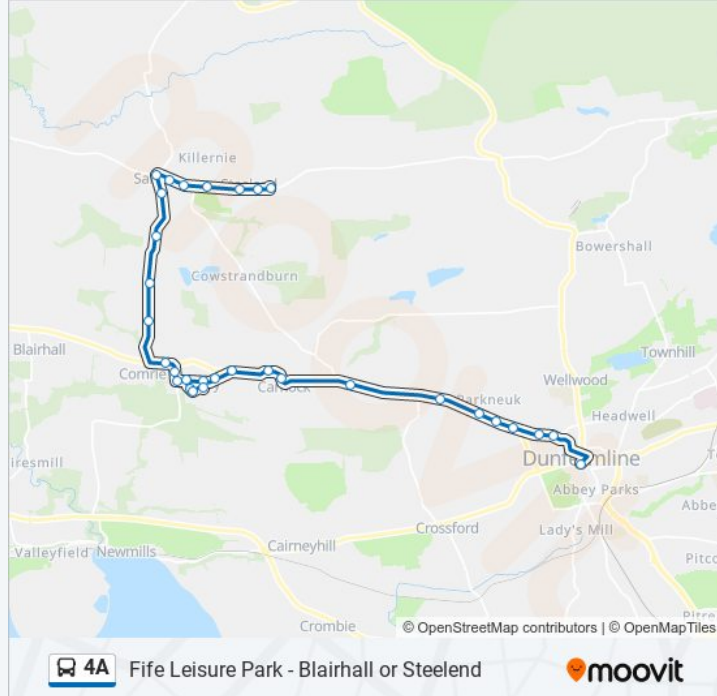 Killernie
Bowershall
Cowstrandburn
Blairhall
Townhill
Wellwood
Headwell
Abbey Parks
Crossford
Lady's Mill
Cairneyhill
Valleyfield
Newmills
Crombie
© OpenStreetMap contributors | © OpenMapTiles
4A Fife Leisure Park - Blairhall or Steelend
moovit